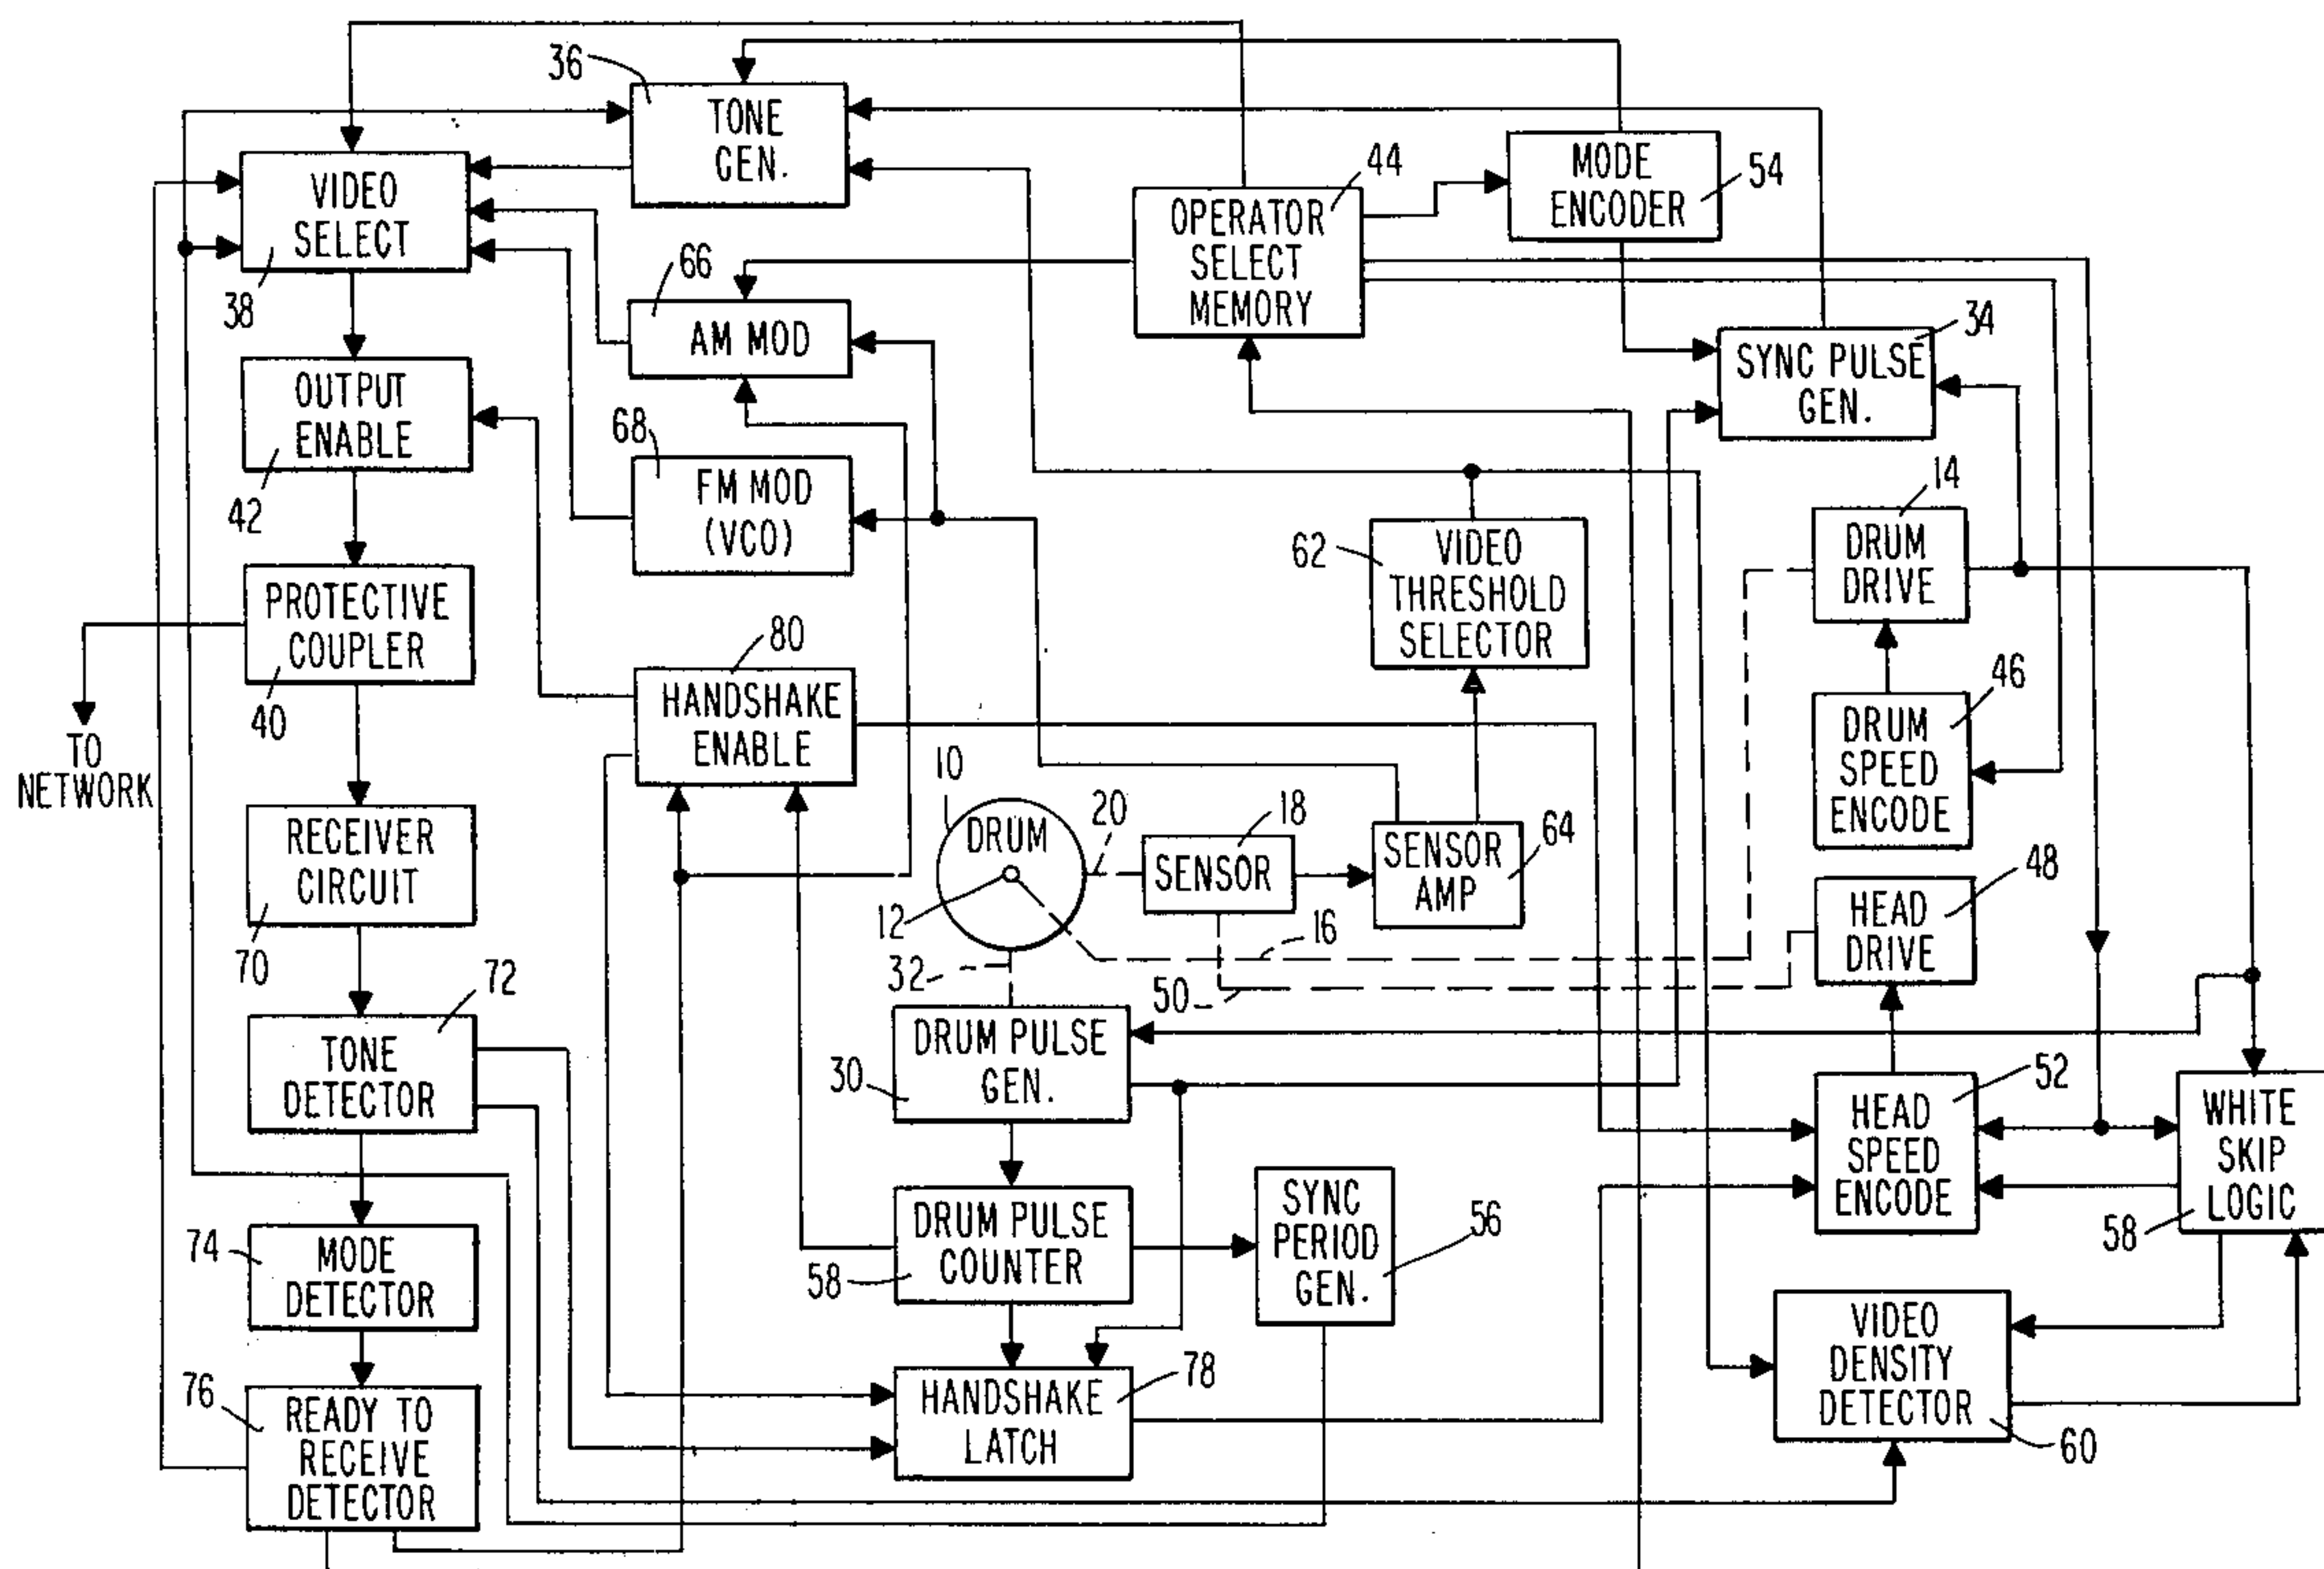 36
TONE
GEN.
VIDEO
SELECT
38
MODE
ENCODER
54
44
OPERATOR
SELECT
MEMORY
66
AM MOD
34
SYNC PULSE
GEN.
OUTPUT
ENABLE
42
68
FM MOD
(VCO)
62
VIDEO
THRESHOLD
SELECTOR
14
DRUM
DRIVE
PROTECTIVE
COUPLER
40
TO
NETWORK
80
HANDSHAKE
ENABLE
46
DRUM
SPEED
ENCODE
10
DRUM
12
20
18
SENSOR
SENSOR
AMP
64
48
HEAD
DRIVE
RECEIVER
CIRCUIT
70
16
32
50
72
TONE
DETECTOR
DRUM PULSE
GEN.
30
52
HEAD
SPEED
ENCODE
WHITE
SKIP
LOGIC
58
74
MODE
DETECTOR
DRUM PULSE
COUNTER
58
SYNC
PERIOD
GEN.
56
VIDEO
DENSITY
DETECTOR
60
76
READY TO
RECEIVE
DETECTOR
HANDSHAKE
LATCH
78